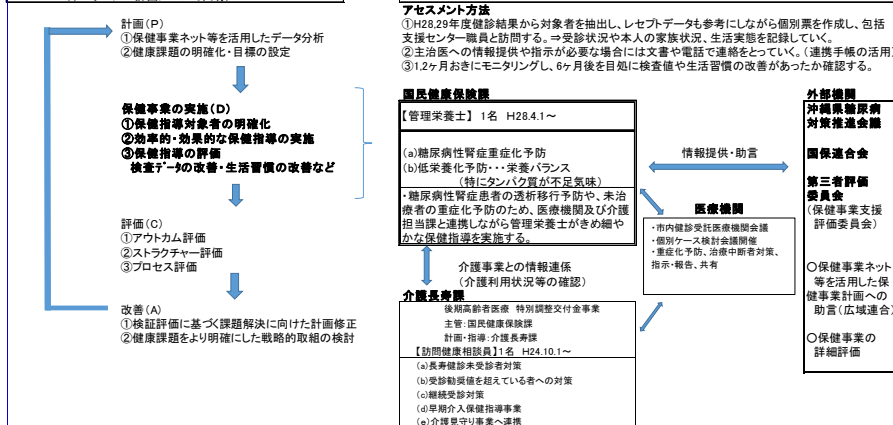 計画（P）
①保健事業ネット等を活用したデータ分析
②健康課題の明確化・目標の設定
保健事業の実施（D）
①保健指導対象者の明確化
②効率的・効果的な保健指導の実施
③保健指導の評価
検査ﾃﾞｰﾀの改善・生活習慣の改善など
評価（C）
①アウトカム評価
②ストラクチャー評価
③プロセス評価
改善（A）
①検証評価に基づく課題解決に向けた計画修正
②健康課題をより明確にした戦略的取組の検討
アセスメント方法
①H28,29年度健診結果から対象者を抽出し、レセプトデータも参考にしながら個別票を作成し、包括
支援センター職員と訪問する。⇒受診状況や本人の家族状況、生活実態を記録していく。
②主治医への情報提供や指示が必要な場合には文書や電話で連絡をとっていく。（連携手帳の活用）
③1,2ヶ月おきにモニタリングし、6ヶ月後を目処に検査値や生活習慣の改善があったか確認する。
国民健康保険課
【管理栄養士】 1名 H28.4.1～
(a)糖尿病性腎症重症化予防
(b)低栄養化予防・・・栄養バランス
（特にタンパク質が不足気味）
・糖尿病性腎症患者の透析移行予防や、未治
療者の重症化予防のため、医療機関及び介護
担当課と連携しながら管理栄養士がきめ細や
かな保健指導を実施する。
介護事業との情報連係
（介護利用状況等の確認）
介護長寿課
後期高齢者医療 特別調整交付金事業
主管：国民健康保険課
計画・指導：介護長寿課
【訪問健康相談員】1名 H24.10.1～
(a)長寿健診未受診者対策
(b)受診勧奨値を超えている者への対策
(c)継続受診対策
(d)早期介入保健指導事業
(e)介護見守り事業へ連携
情報提供・助言
医療機関
・市内健診受託医療機関会議
・個別ケース検討会議開催
・重症化予防、治療中断者対策、
指示・報告、共有
外部機関
沖縄県糖尿病
対策推進会議
国保連合会
第三者評価
委員会
（保健事業支援
評価委員会）
○保健事業ネット
等を活用した保
健事業計画への
助言（広域連合）
○保健事業の
詳細評価